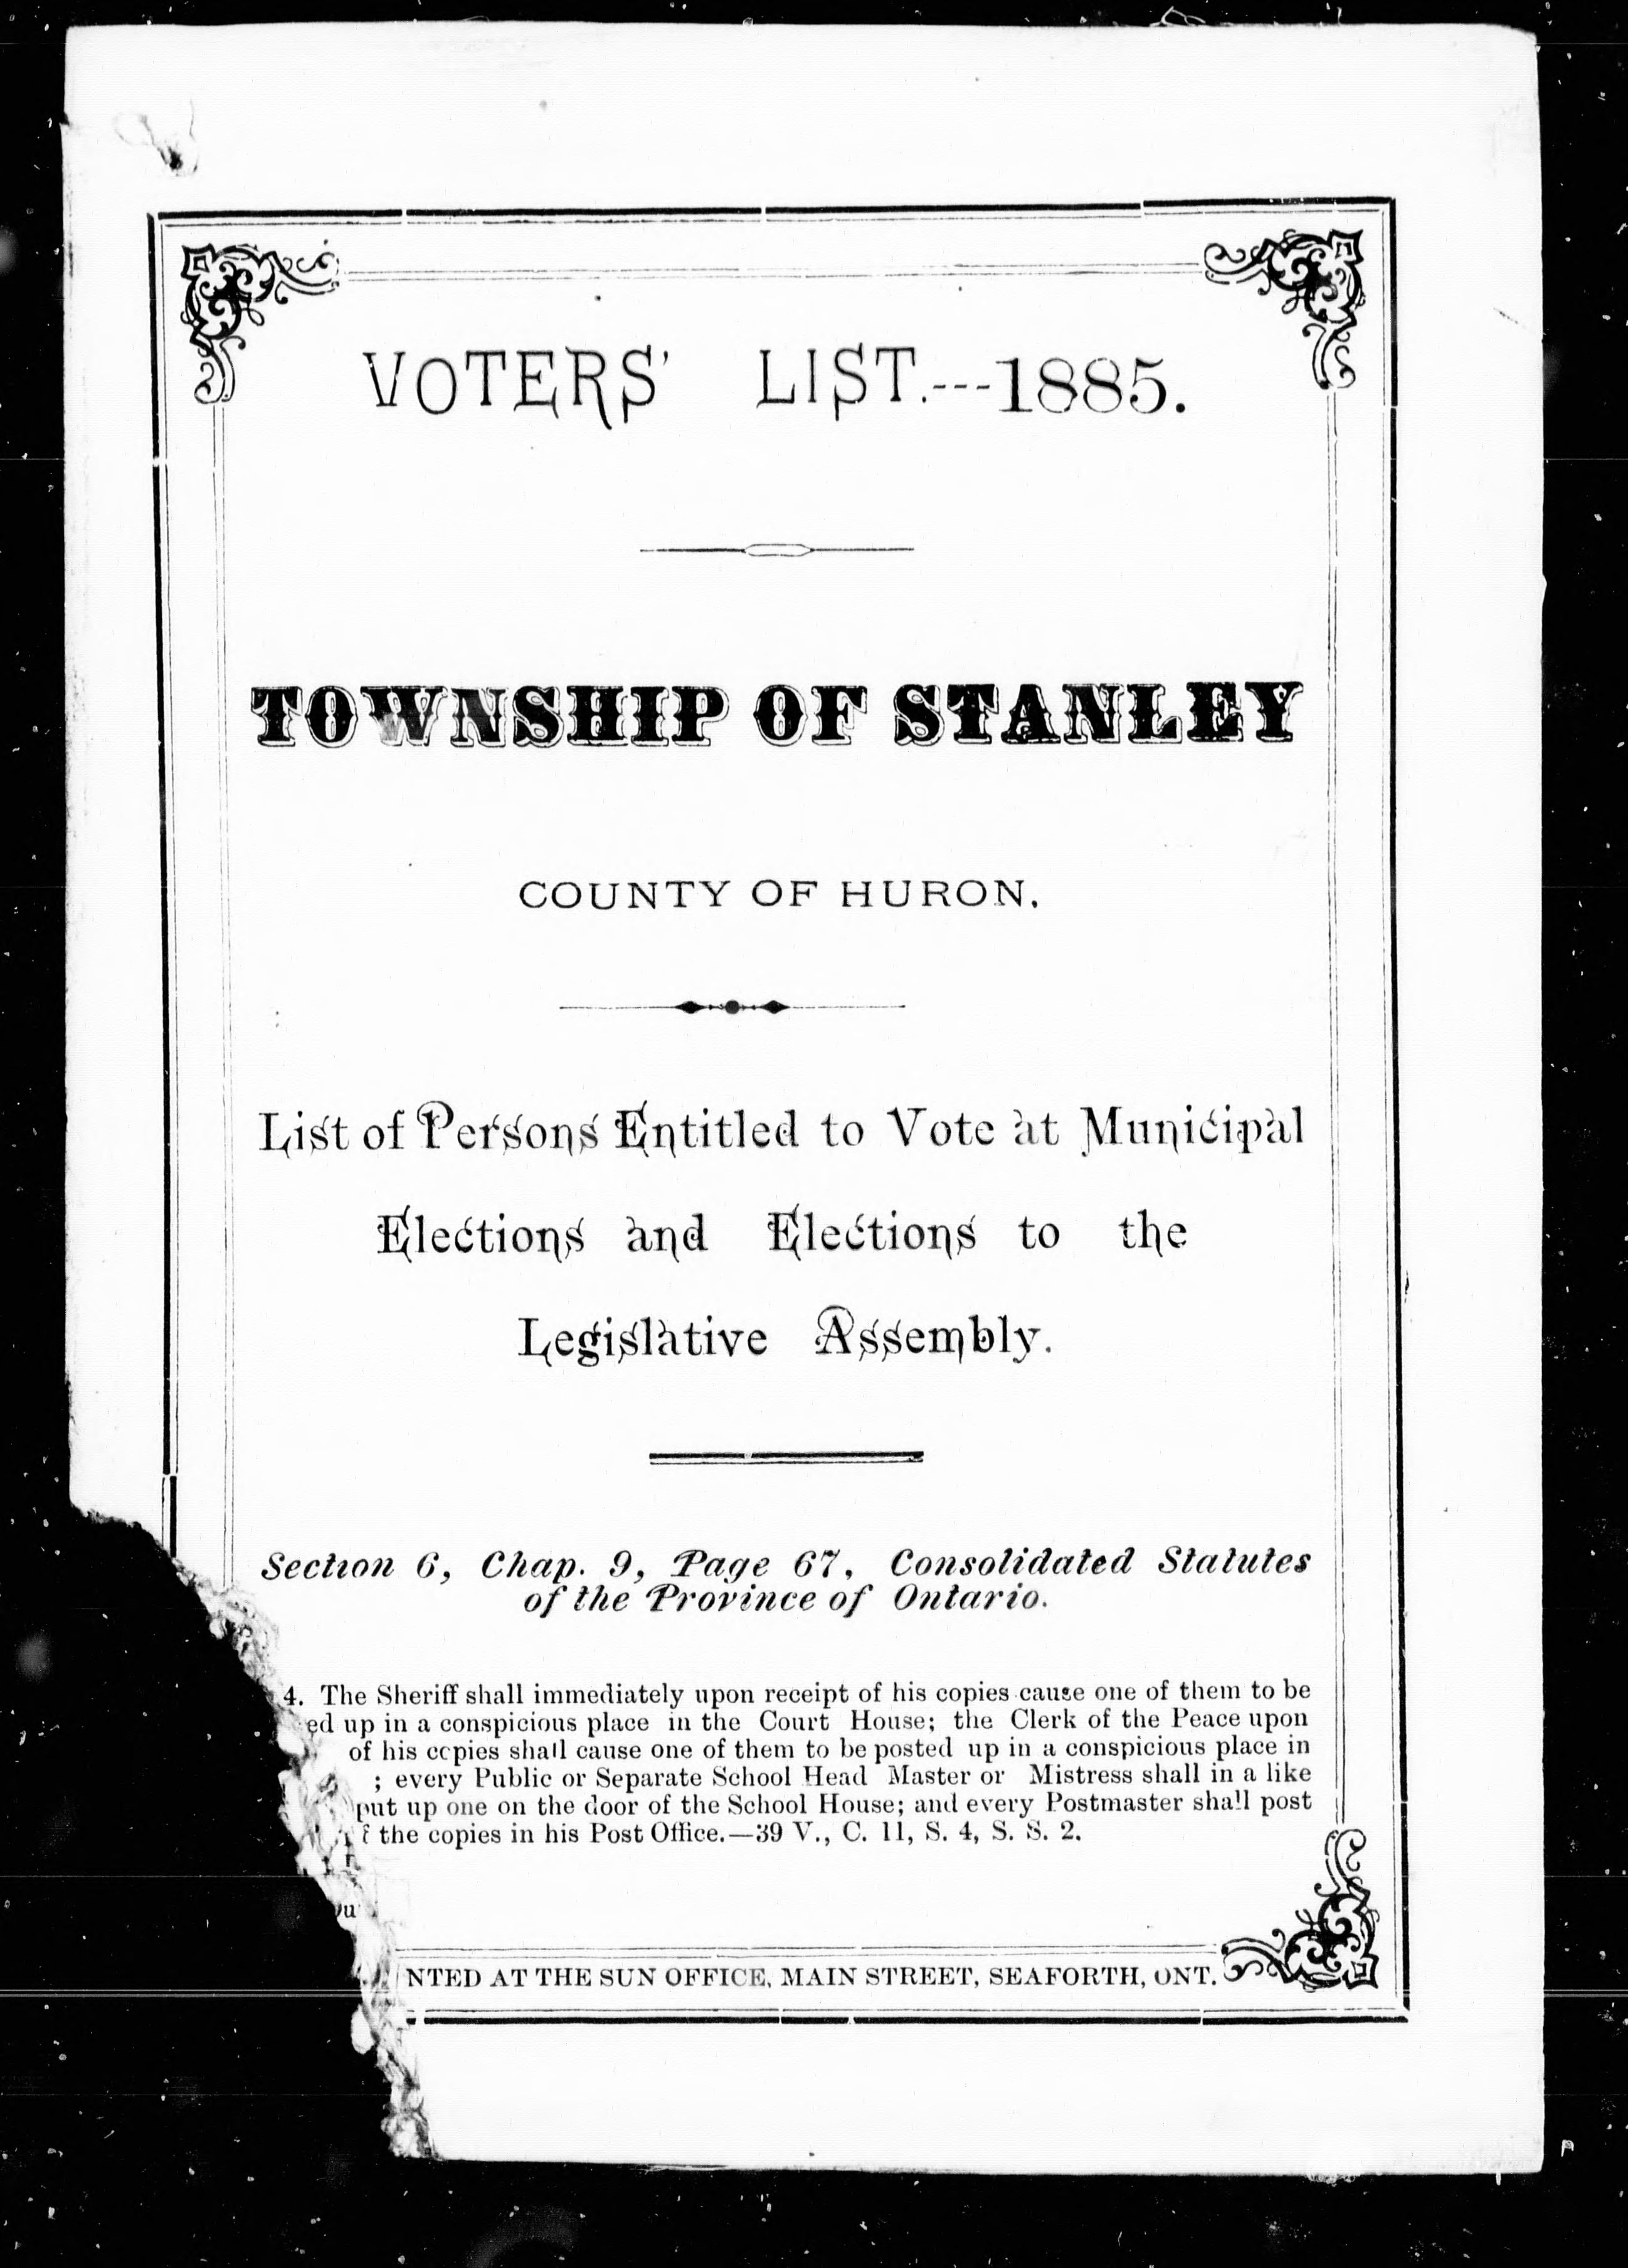 VOTERS' LIST.---1885.
TOWNSHIP OF STANLEY
COUNTY OF HURON.
List of Persons Entitled to Vote at Municipal
Elections and Elections to the
Legislative Assembly.
Section 6, Chap. 9, Page 67, Consolidated Statutes
of the Province of Ontario.
4. The Sheriff shall immediately upon receipt of his copies cause one of them to be
ed up in a conspicious place in the Court House; the Clerk of the Peace upon
of his copies shall cause one of them to be posted up in a conspicious place in
; every Public or Separate School Head Master or Mistress shall in a like
put up one on the door of the School House; and every Postmaster shall post
the copies in his Post Office.—39 V., C. 11, S. 4, S. S. 2.
NTED AT THE SUN OFFICE, MAIN STREET, SEAFORTH, ONT.